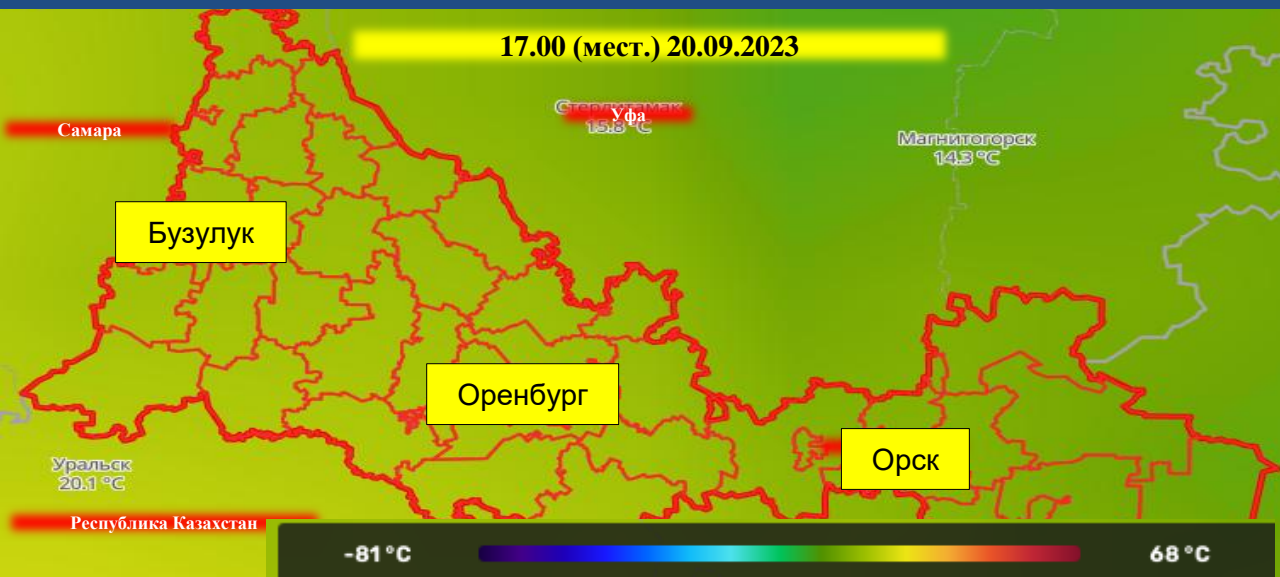 17.00 (мест.) 20.09.2023
Стерлитамак
Уфа
15.8 °C
Самара
Магнитогорск
14.3 °C
Бузулук
Оренбург
Орск
Уральск
20.1 °C
Республика Казахстан
-81°C
68°C